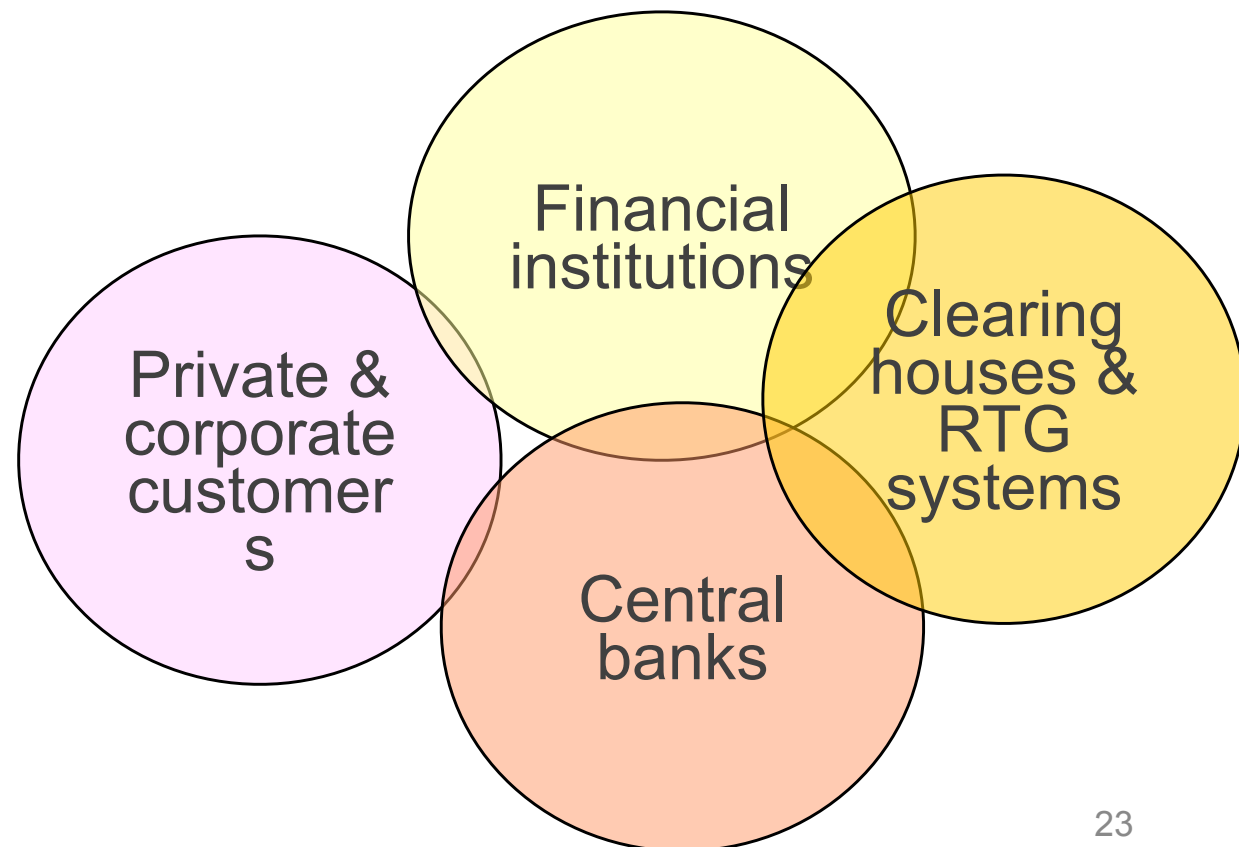 Financial
institutions
Clearing
houses &
RTG
systems
Private &
corporate
customer
s
Central
banks
23